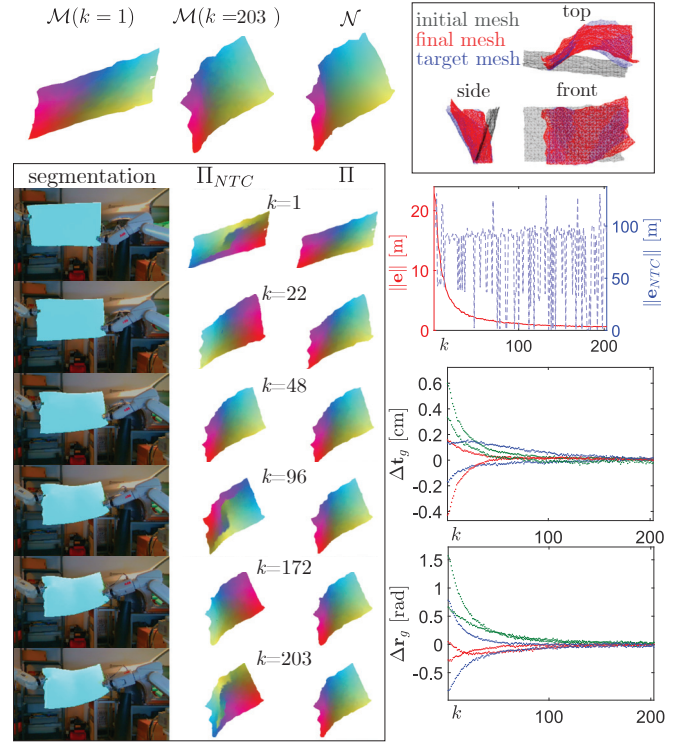 M(k = 1) M(k =203 ) N
initial mesh
final mesh
target mesh
top
side front
segmentation Π_NTC Π
k=1
k=22
k=48
k=96
k=172
k=203
||e|| [m]
20
10
0
k 100 200
100
50
0
||e_NTC|| [m]
Δt_g [cm]
0.6
0.4
0.2
0
-0.2
-0.4
k 100 200
Δr_g [rad]
1.5
1
0.5
0
-0.5
k 100 200